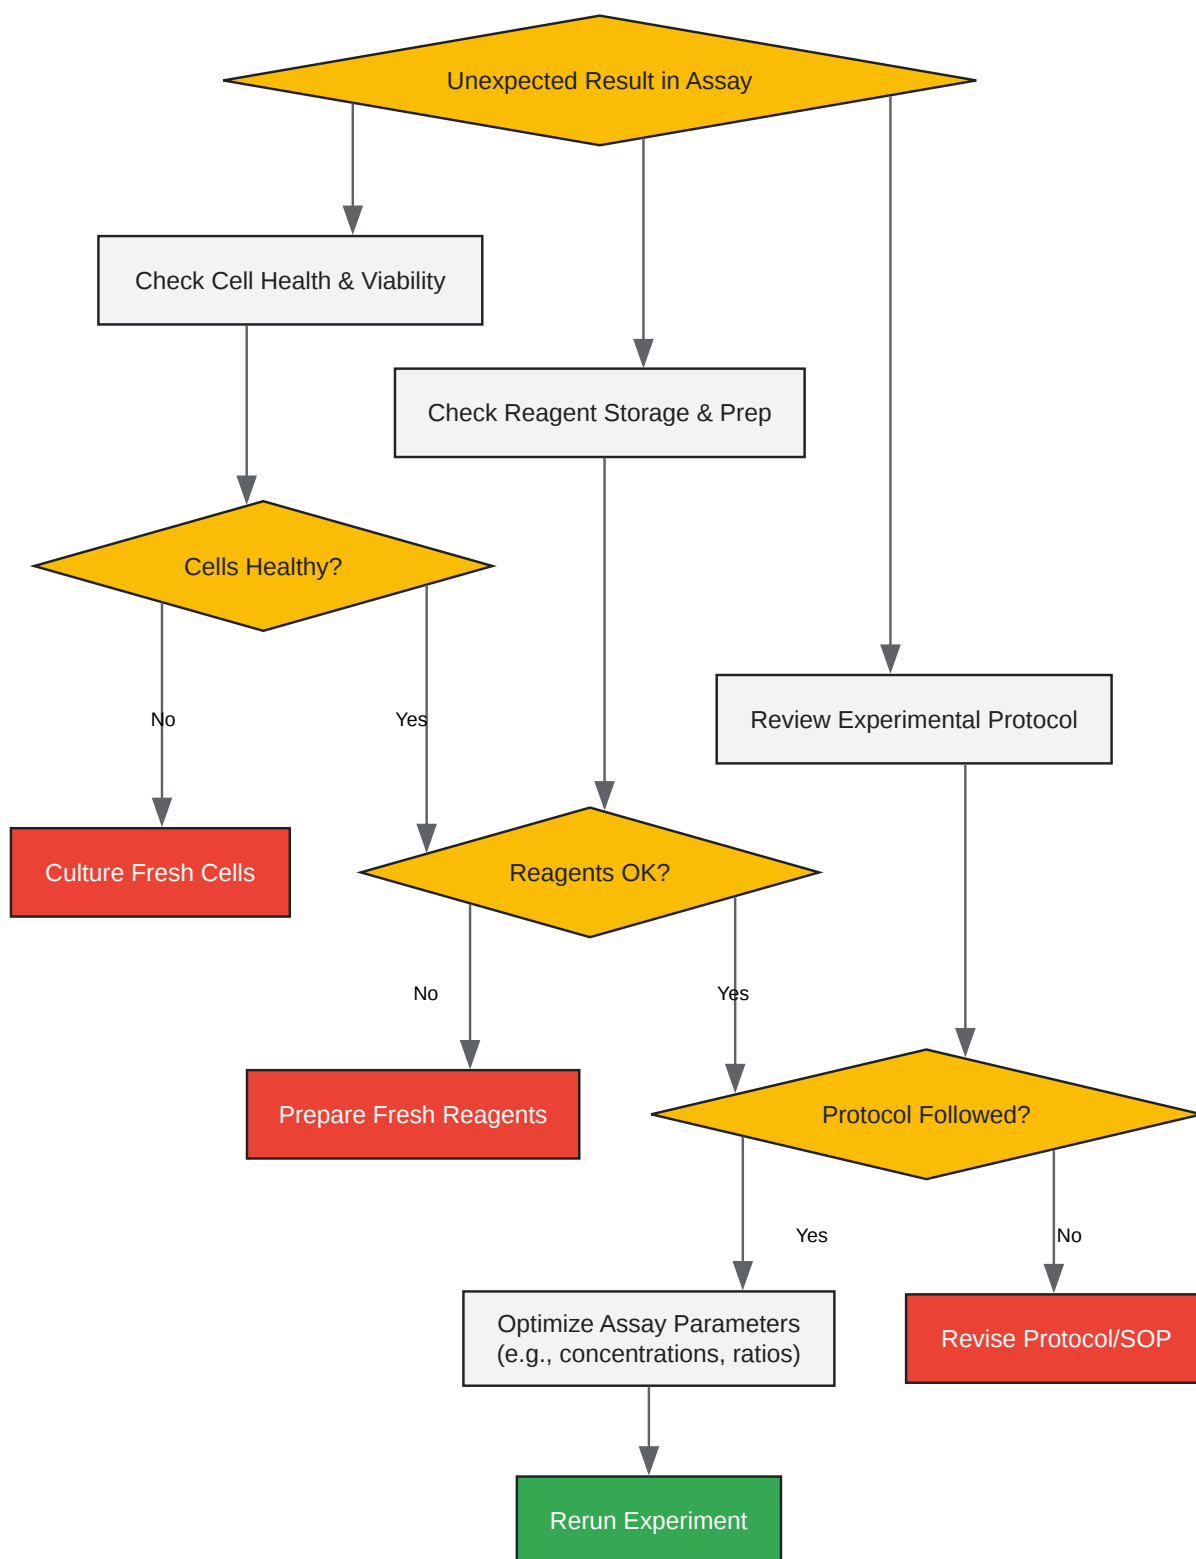 Unexpected Result in Assay
Check Cell Health & Viability
Check Reagent Storage & Prep
Cells Healthy?
No
Yes
Review Experimental Protocol
Culture Fresh Cells
Reagents OK?
No
Yes
Prepare Fresh Reagents
Protocol Followed?
Yes
No
Optimize Assay Parameters
(e.g., concentrations, ratios)
Revise Protocol/SOP
Rerun Experiment